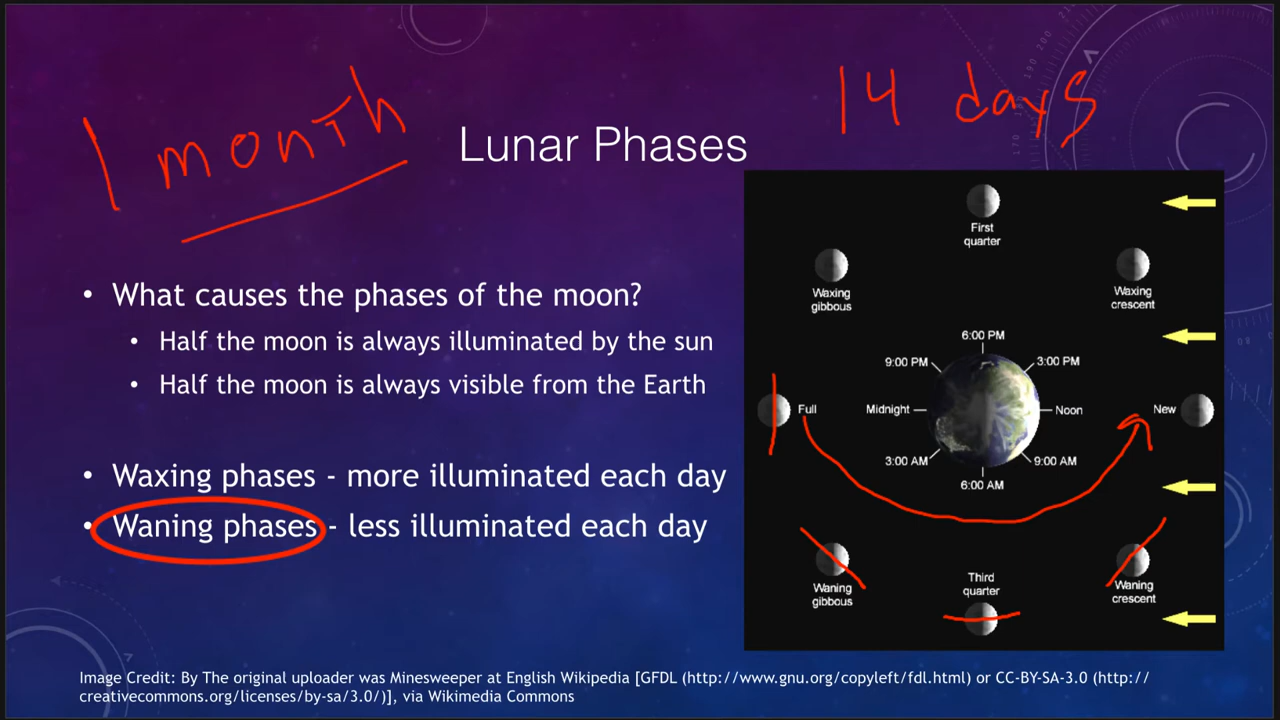 1 month
14 days
Lunar Phases
• What causes the phases of the moon?
• Half the moon is always illuminated by the sun
• Half the moon is always visible from the Earth
• Waxing phases - more illuminated each day
• Waning phases - less illuminated each day
First
quarter
Waxing
gibbous
Waxing
crescent
6:00 PM
9:00 PM
3:00 PM
Full
Midnight
Noon
New
3:00 AM
9:00 AM
6:00 AM
Waning
gibbous
Third
quarter
Waning
crescent
Image Credit: By The original uploader was Minesweeper at English Wikipedia [GFDL (http://www.gnu.org/copyleft/fdl.html) or CC-BY-SA-3.0 (http://
creativecommons.org/licenses/by-sa/3.0/)], via Wikimedia Commons